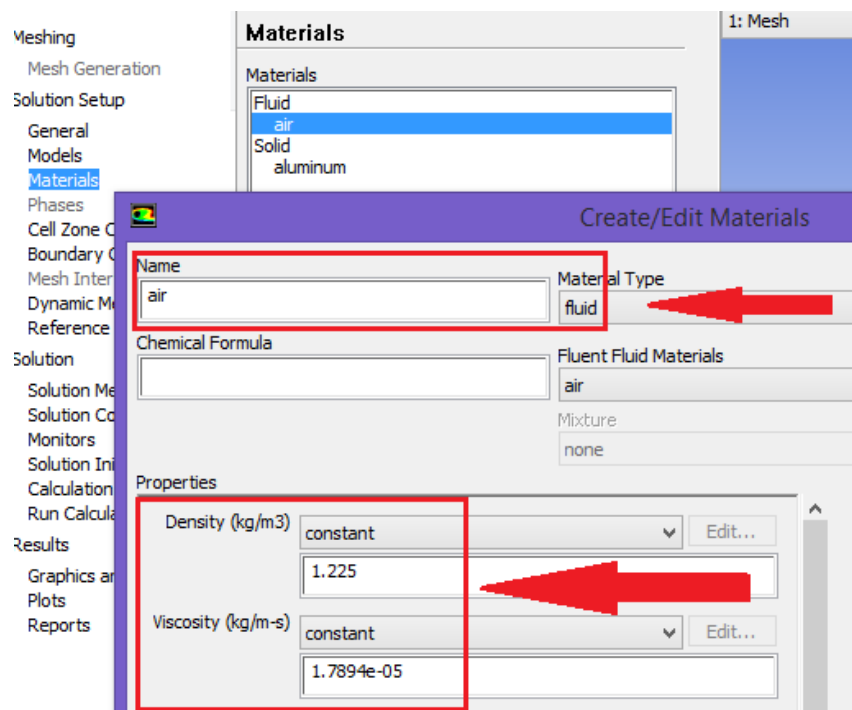 Meshing
Mesh Generation
Solution Setup
General
Models
Materials
Phases
Cell Zone C
Boundary C
Mesh Inter
Dynamic Me
Reference
Solution
Solution Me
Solution Co
Monitors
Solution Ini
Calculation
Run Calcula
Results
Graphics an
Plots
Reports
Materials
Materials
Fluid
air
Solid
aluminum
1: Mesh
Create/Edit Materials
Name
air
Material Type
fluid
Chemical Formula
Fluent Fluid Materials
air
Mixture
none
Properties
Density (kg/m3)
constant
Edit...
1.225
Viscosity (kg/m-s)
constant
Edit...
1.7894e-05